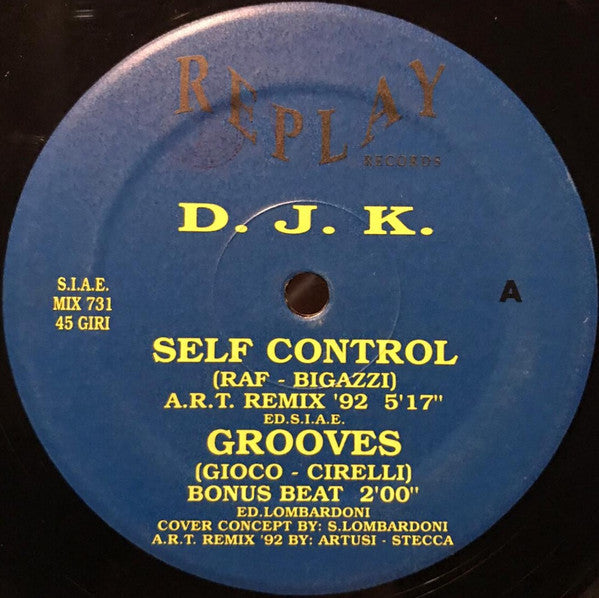 REPLAY
RECORDS
D. J. K.
S.I.A.E.
MIX 731
45 GIRI
A
SELF CONTROL
(RAF - BIGAZZI)
A.R.T. REMIX '92 5'17"
ED.S.I.A.E.
GROOVES
(GIOCO - CIRELLI)
BONUS BEAT 2'00"
ED.LOMBARDONI
COVER CONCEPT BY: S.LOMBARDONI
A.R.T. REMIX '92 BY: ARTUSI - STECCA